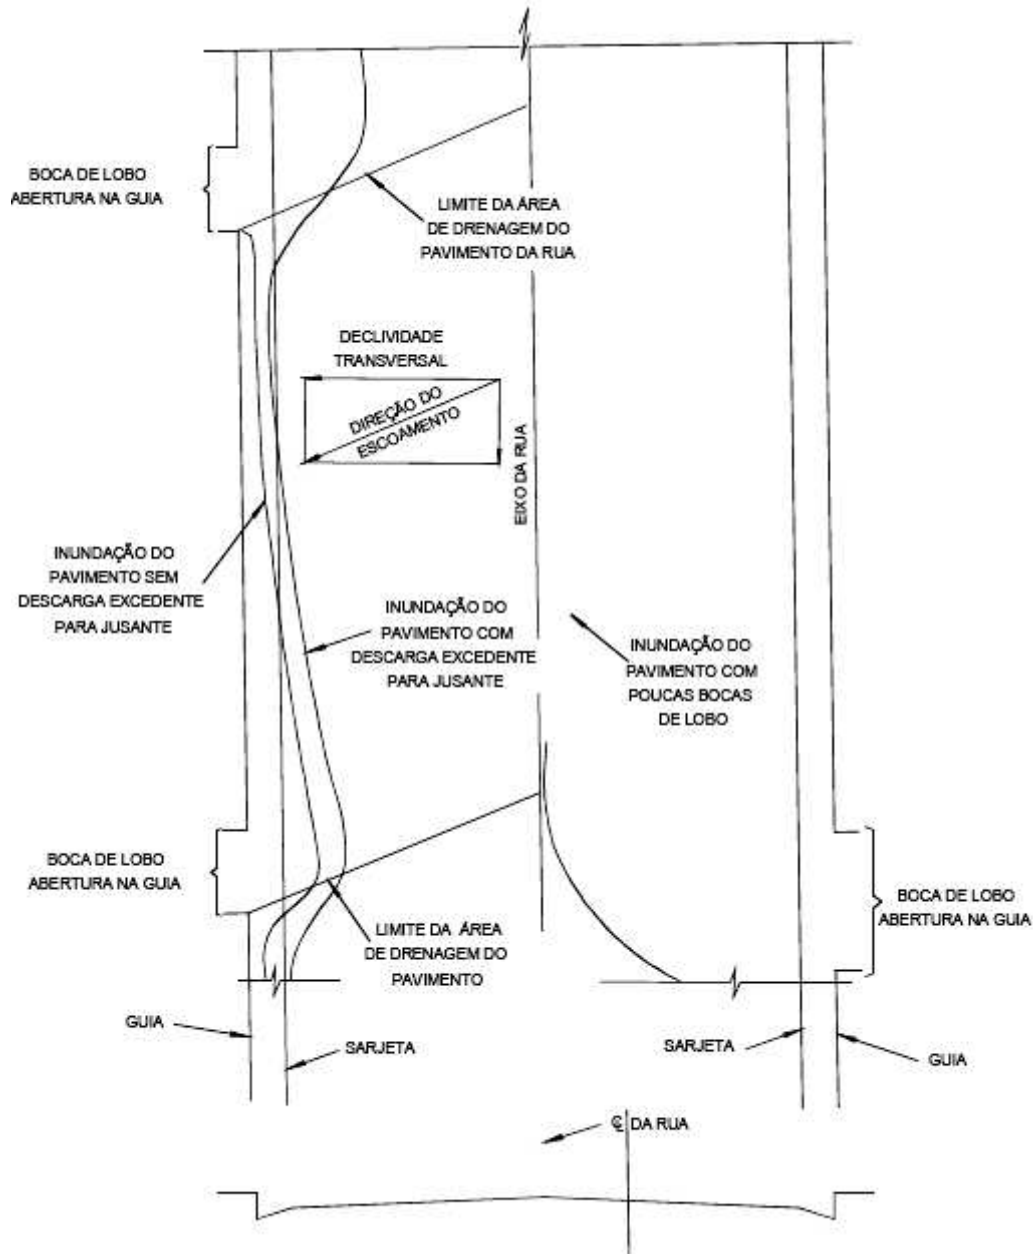 BOCA DE LOBO
ABERTURA NA GUIA
LIMITE DA ÁREA
DE DRENAGEM DO
PAVIMENTO DA RUA
DECLIVIDADE
TRANSVERSAL
DIREÇÃO DO
ESCOAMENTO
EIXO DA RUA
INUNDAÇÃO DO
PAVIMENTO SEM
DESCARGA EXCEDENTE
PARA JUSANTE
INUNDAÇÃO DO
PAVIMENTO COM
DESCARGA EXCEDENTE
PARA JUSANTE
INUNDAÇÃO DO
PAVIMENTO COM
POUCAS BOCAS
DE LOBO
BOCA DE LOBO
ABERTURA NA GUIA
BOCA DE LOBO
ABERTURA NA GUIA
LIMITE DA ÁREA
DE DRENAGEM DO
PAVIMENTO
GUIA
SARJETA
SARJETA
GUIA
℄ DA RUA